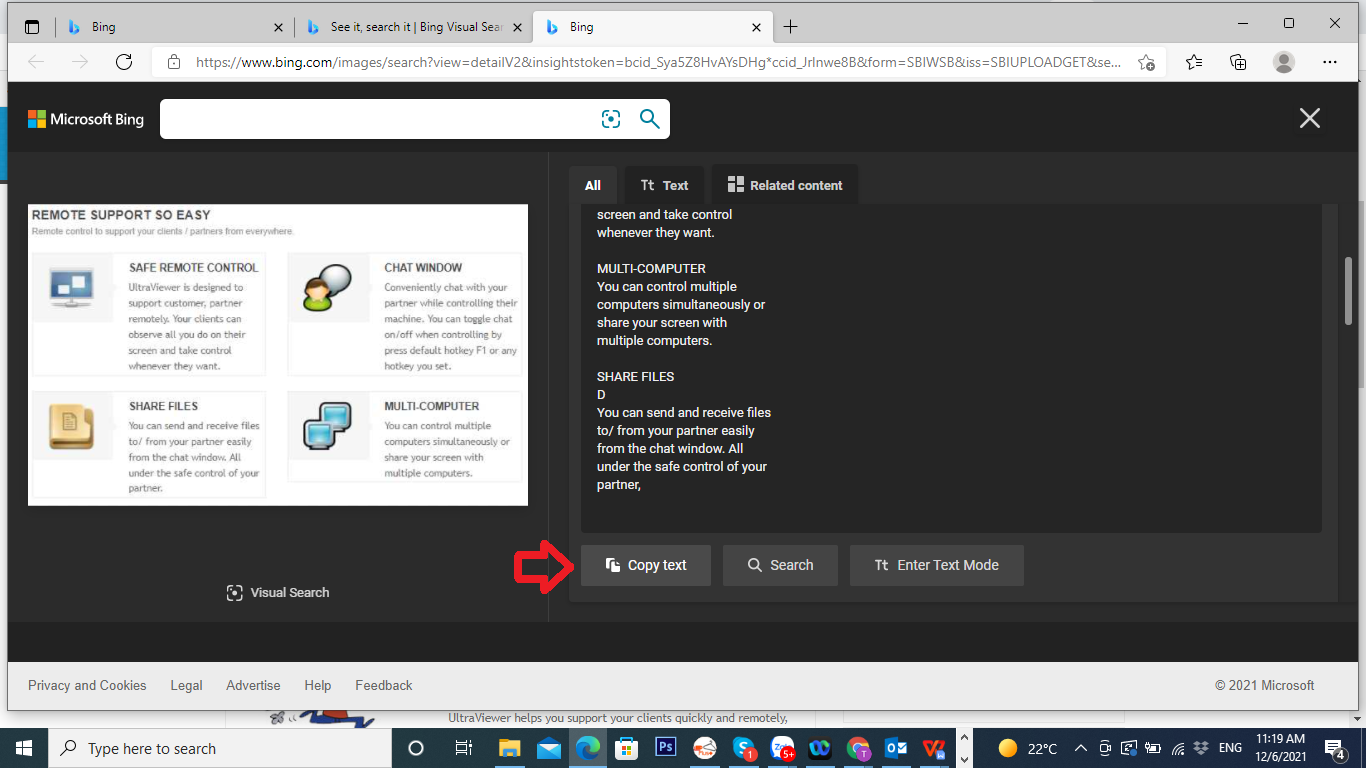 Bing
See it, search it | Bing Visual Sear
Bing
https://www.bing.com/images/search?view=detailV2&insightstoken=bcid_Sya5Z8HvAYsDHg*ccid_JrInwe8B&form=SBIWSB&iss=SBIUPLOADGET&se...
Microsoft Bing
All
Tt Text
Related content
REMOTE SUPPORT SO EASY
Remote control to support your clients / partners from everywhere.
SAFE REMOTE CONTROL
UltraViewer is designed to
support customer, partner
remotely. Your clients can
observe all you do on their
screen and take control
whenever they want.
CHAT WINDOW
Conveniently chat with your
partner while controlling their
machine. You can toggle chat
on/off when controlling by
press default hotkey F1 or any
hotkey you set.
SHARE FILES
You can send and receive files
to/ from your partner easily
from the chat window. All
under the safe control of your
partner.
MULTI-COMPUTER
You can control multiple
computers simultaneously or
share your screen with
multiple computers.
Visual Search
screen and take control
whenever they want.
MULTI-COMPUTER
You can control multiple
computers simultaneously or
share your screen with
multiple computers.
SHARE FILES
D
You can send and receive files
to/ from your partner easily
from the chat window. All
under the safe control of your
partner,
Copy text
Search
Tt Enter Text Mode
Privacy and Cookies
Legal
Advertise
Help
Feedback
© 2021 Microsoft
UltraViewer helps you support your clients quickly and remotely,
Type here to search
Ps
1
5+
T
22°C
ENG
11:19 AM
12/6/2021
4